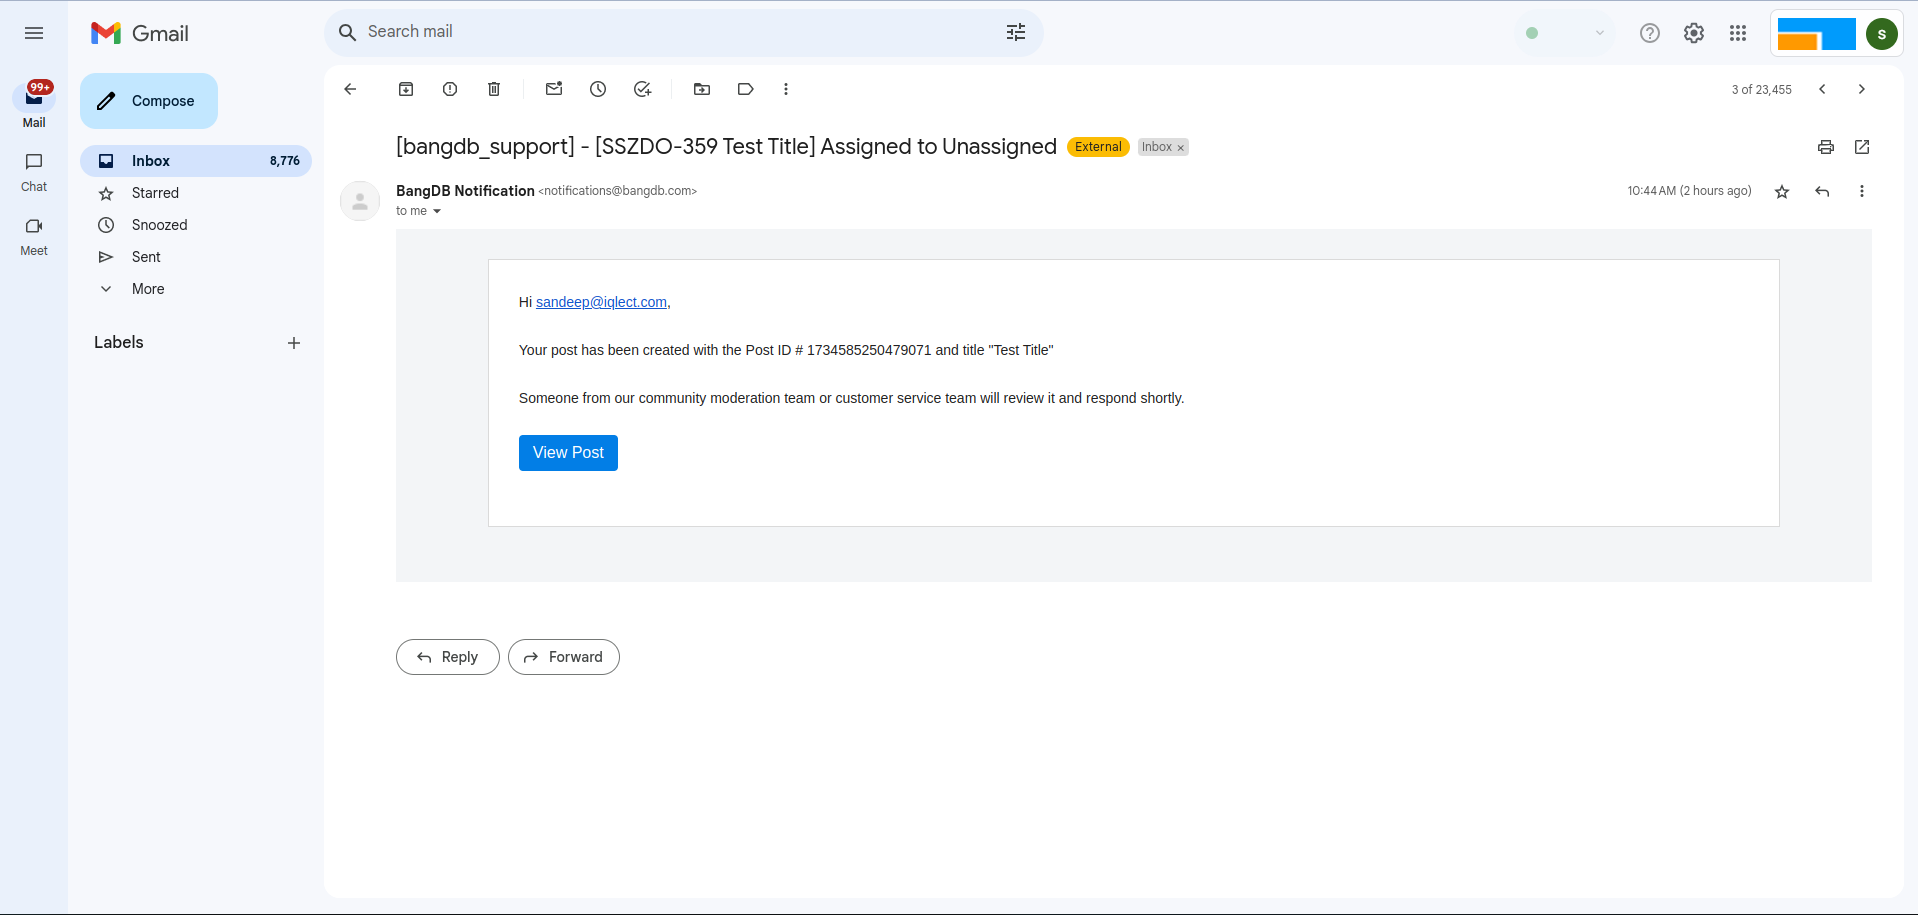 Gmail
Search mail
S
99+
Mail
Chat
Meet
Compose
Inbox 8,776
Starred
Snoozed
Sent
More
Labels
3 of 23,455
[bangdb_support] - [SSZDO-359 Test Title] Assigned to Unassigned External Inbox ×
BangDB Notification <notifications@bangdb.com>
10:44 AM (2 hours ago)
to me
Hi sandeep@iqlect.com,
Your post has been created with the Post ID # 1734585250479071 and title "Test Title"
Someone from our community moderation team or customer service team will review it and respond shortly.
View Post
Reply
Forward